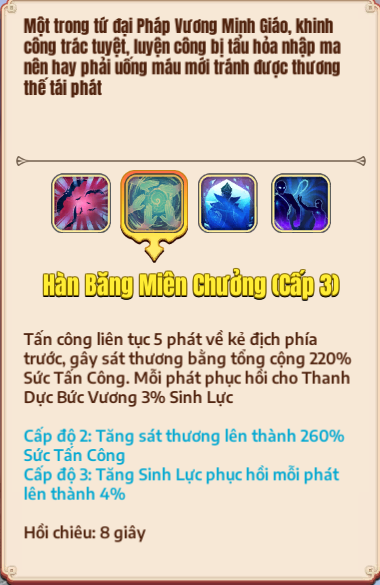 Một trong tứ đại Pháp Vương Minh Giáo, khinh
công trác tuyệt, luyện công bị tẩu hỏa nhập ma
nên hay phải uống máu mới tránh được thương
thế tái phát
Hàn Băng Miên Chưởng (Cấp 3)
Tấn công liên tục 5 phát về kẻ địch phía
trước, gây sát thương bằng tổng cộng 220%
Sức Tấn Công. Mỗi phát phục hồi cho Thanh
Dực Bức Vương 3% Sinh Lực
Cấp độ 2: Tăng sát thương lên thành 260%
Sức Tấn Công
Cấp độ 3: Tăng Sinh Lực phục hồi mỗi phát
lên thành 4%
Hồi chiêu: 8 giây